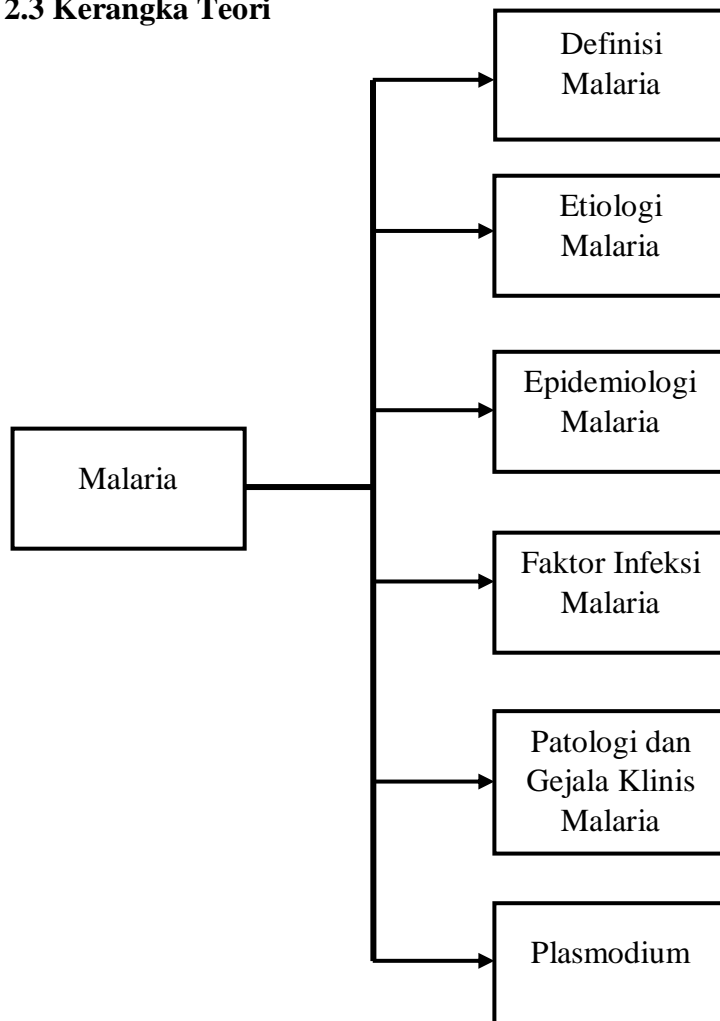 2.3 Kerangka Teori
Definisi
Malaria
Etiologi
Malaria
Epidemiologi
Malaria
Malaria
Faktor Infeksi
Malaria
Patologi dan
Gejala Klinis
Malaria
Plasmodium